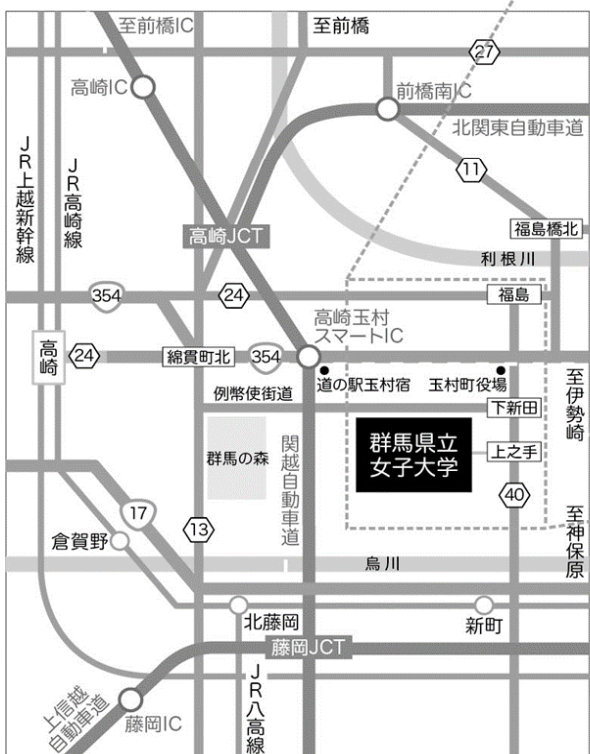 至前橋IC
至前橋
27
高崎IC
前橋南IC
北関東自動車道
JR上越新幹線
JR高崎線
11
福島橋北
高崎JCT
利根川
354
24
福島
高崎玉村
スマートIC
高崎
24
綿貫町北
354
道の駅玉村宿
玉村町役場
至伊勢崎
例幣使街道
下新田
群馬の森
関越自動車道
群馬県立
女子大学
上之手
40
17
13
倉賀野
至神保原
烏川
北藤岡
新町
藤岡JCT
JR八高線
上信越
自動車道
藤岡IC